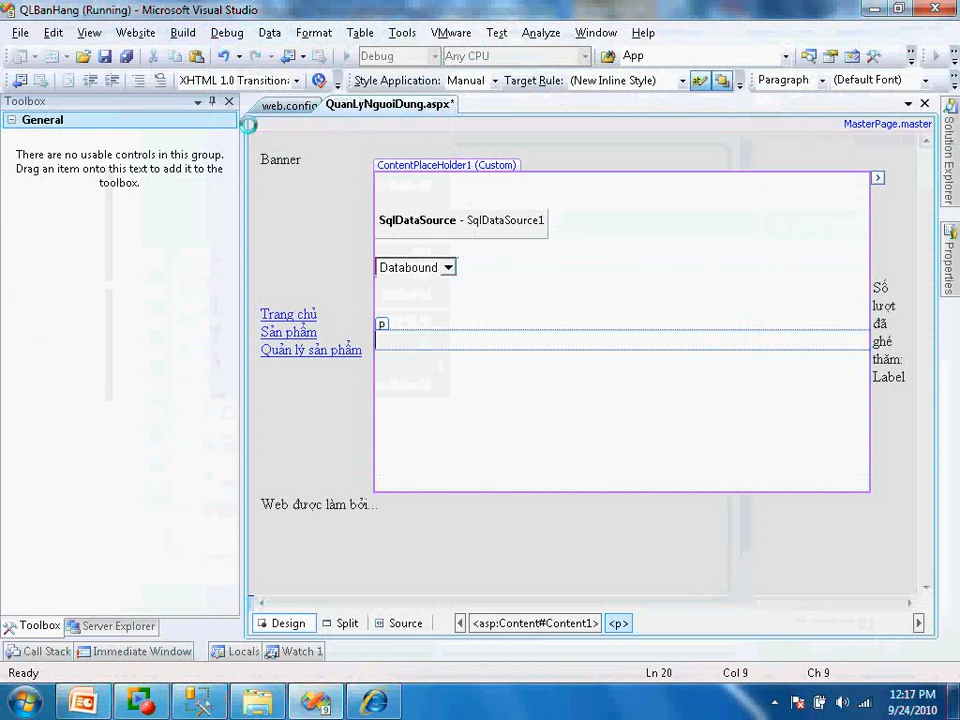 QLBanHang (Running) - Microsoft Visual Studio
File Edit View Website Build Debug Data Format Table Tools VMware Test Analyze Window Help
Debug Any CPU App
XHTML 1.0 Transition: Style Application: Manual Target Rule: (New Inline Style) Paragraph (Default Font)
Toolbox
General
There are no usable controls in this group.
Drag an item onto this text to add it to the
toolbox.
web.config QuanLyNguoiDung.aspx*
MasterPage.master
Banner
ContentPlaceHolder1 (Custom)
SqlDataSource - SqlDataSource1
Databound
p
Trang chủ
Sản phẩm
Quản lý sản phẩm
Số
lượt
đã
ghé
thăm:
Label
Web được làm bởi...
Solution Explorer
Properties
Design Split Source <asp:Content#Content1> <p>
Toolbox Server Explorer
Call Stack Immediate Window Locals Watch 1
Ready Ln 20 Col 9 Ch 9
12:17 PM
9/24/2010